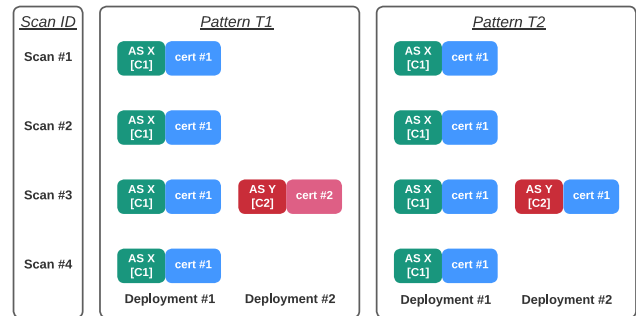 Scan ID Pattern T1 Pattern T2
Scan #1 AS X [C1] cert #1 AS X [C1] cert #1
Scan #2 AS X [C1] cert #1 AS X [C1] cert #1
Scan #3 AS X [C1] cert #1 AS Y [C2] cert #2 AS X [C1] cert #1 AS Y [C2] cert #1
Scan #4 AS X [C1] cert #1 AS X [C1] cert #1
Deployment #1 Deployment #2 Deployment #1 Deployment #2